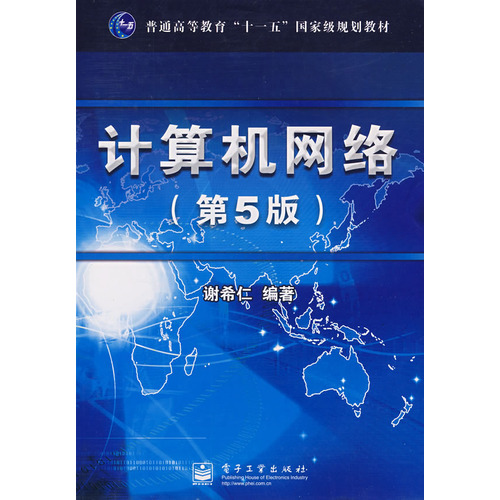 普通高等教育“十一五”国家级规划教材
计算机网络
（第5版）
谢希仁 编著
电子工业出版社
Publishing House of Electronics Industry
http://www.phei.com.cn